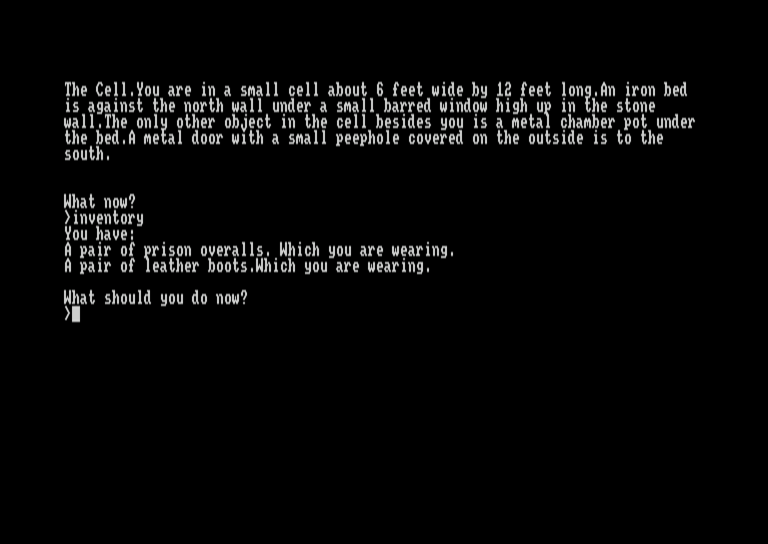 The Cell.You are in a small cell about 6 feet wide by 12 feet long.An iron bed
is against the north wall under a small barred window high up in the stone
wall.The only other object in the cell besides you is a metal chamber pot under
the bed.A metal door with a small peephole covered on the outside is to the
south.
What now?
>inventory
You have:
A pair of prison overalls. Which you are wearing.
A pair of leather boots.Which you are wearing.
What should you do now?
>